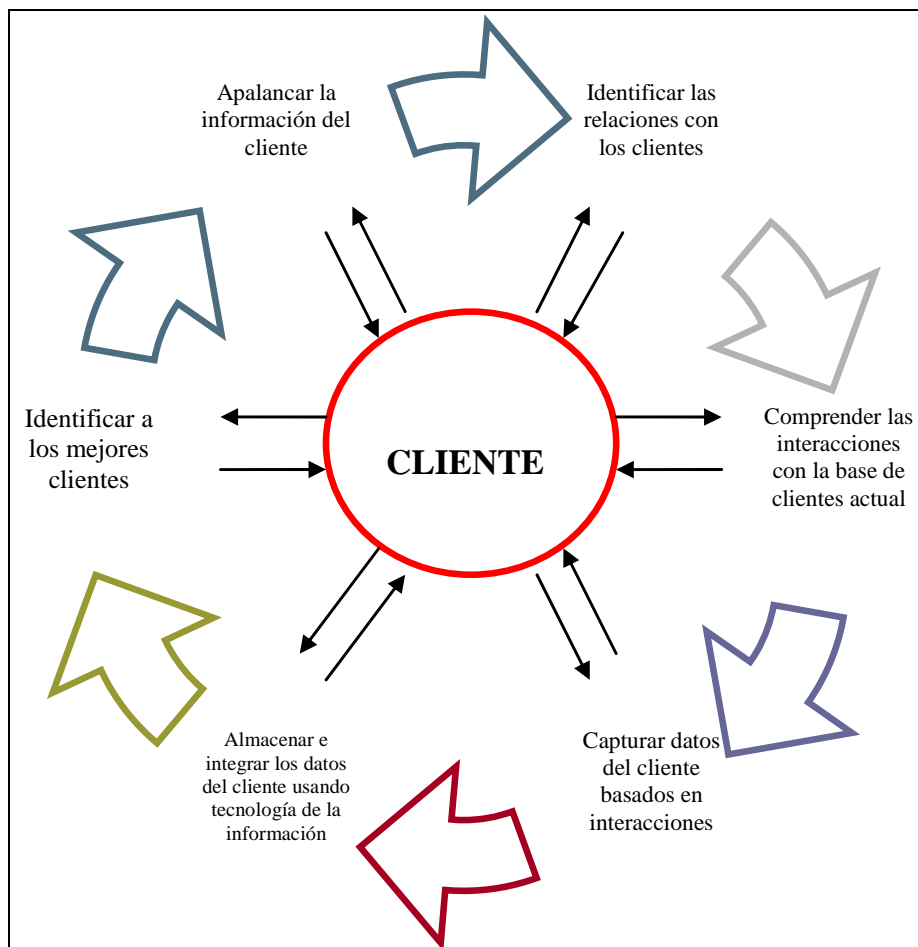 Apalancar la
información del
cliente
Identificar las
relaciones con
los clientes
Identificar a
los mejores
clientes
CLIENTE
Comprender las
interacciones
con la base de
clientes actual
Almacenar e
integrar los datos
del cliente usando
tecnología de la
información
Capturar datos
del cliente
basados en
interacciones